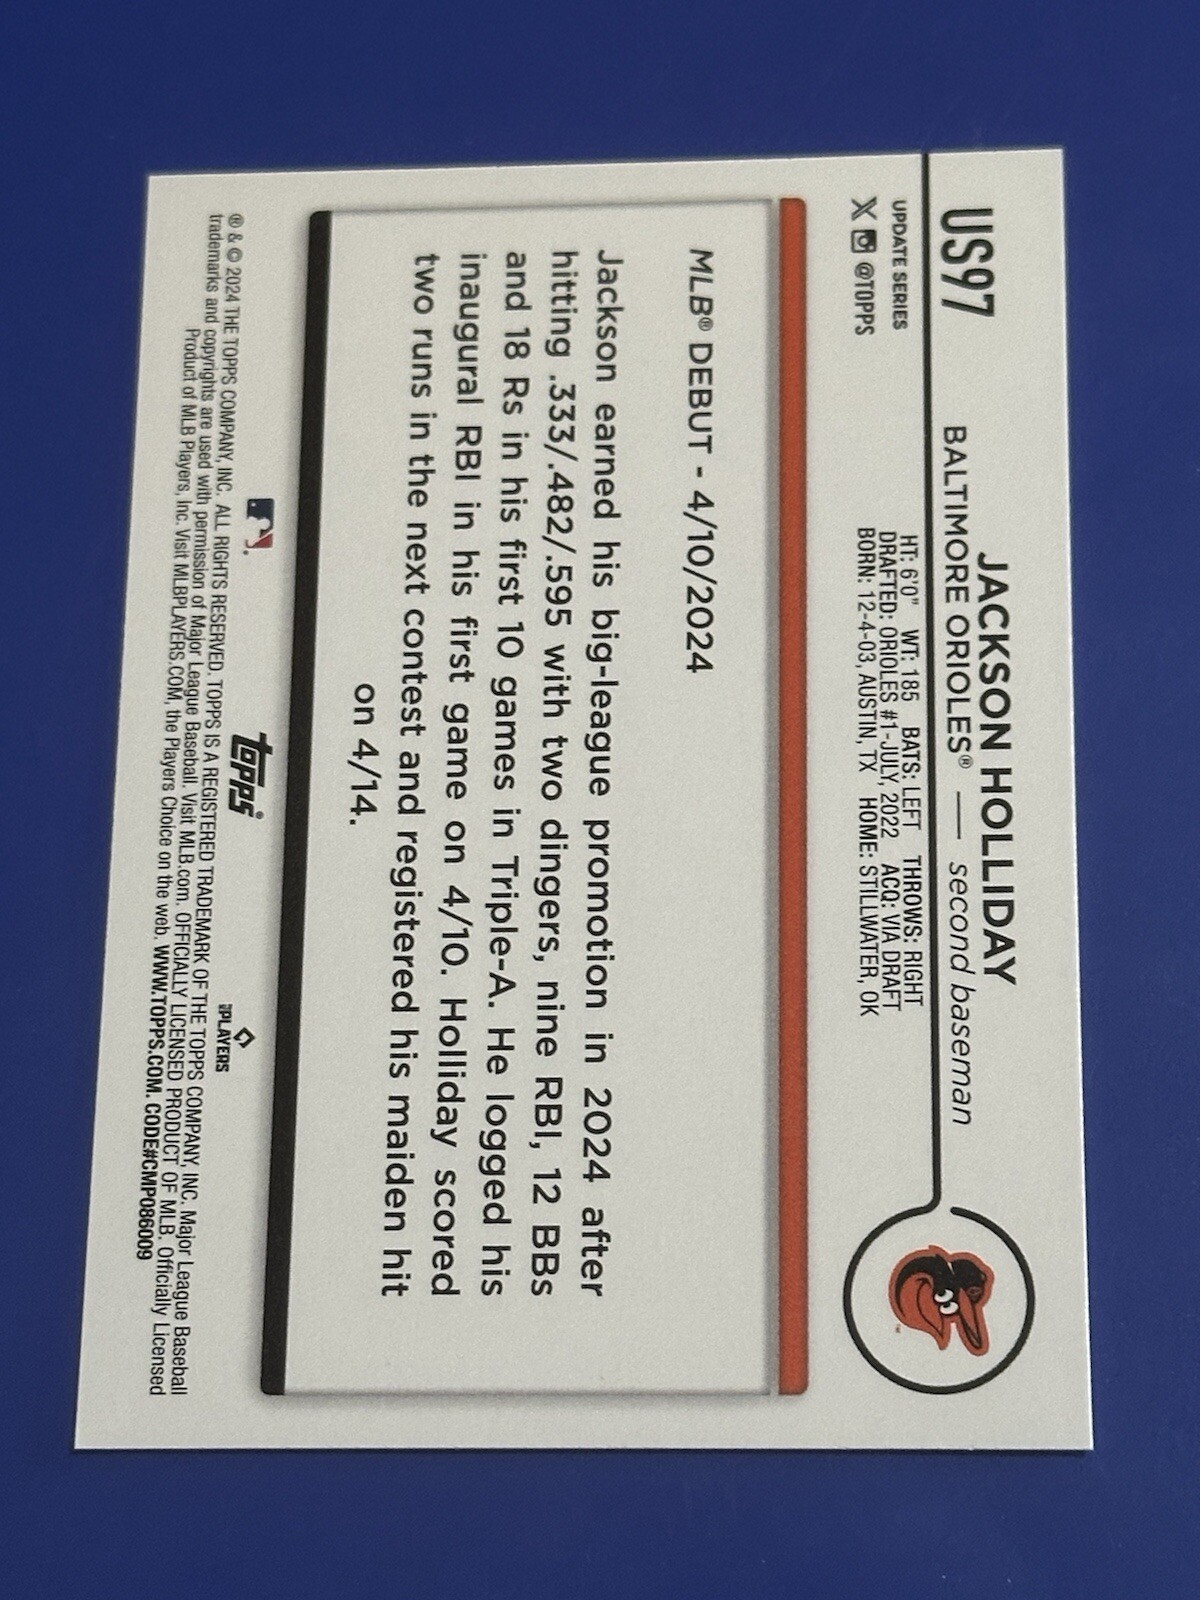 US97
JACKSON HOLLIDAY
BALTIMORE ORIOLES® — second baseman
UPDATE SERIES
X @TOPPS
HT: 6'0" WT: 185 BATS: LEFT THROWS: RIGHT
DRAFTED: ORIOLES #1-JULY, 2022 ACQ: VIA DRAFT
BORN: 12-4-03, AUSTIN, TX HOME: STILLWATER, OK
MLB® DEBUT - 4/10/2024
Jackson earned his big-league promotion in 2024 after
hitting .333/.482/.595 with two dingers, nine RBI, 12 BBs
and 18 Rs in his first 10 games in Triple-A. He logged his
inaugural RBI in his first game on 4/10. Holliday scored
two runs in the next contest and registered his maiden hit
on 4/14.
topps®
MLBPLAYERS
® & © 2024 THE TOPPS COMPANY, INC. ALL RIGHTS RESERVED. TOPPS IS A REGISTERED TRADEMARK OF THE TOPPS COMPANY, INC. Major League Baseball
trademarks and copyrights are used with permission of Major League Baseball. Visit MLB.com. OFFICIALLY LICENSED PRODUCT OF MLB. Officially Licensed
Product of MLB Players, Inc. Visit MLBPLAYERS.COM, the Players Choice on the web. WWW.TOPPS.COM. CODE#CMP086009